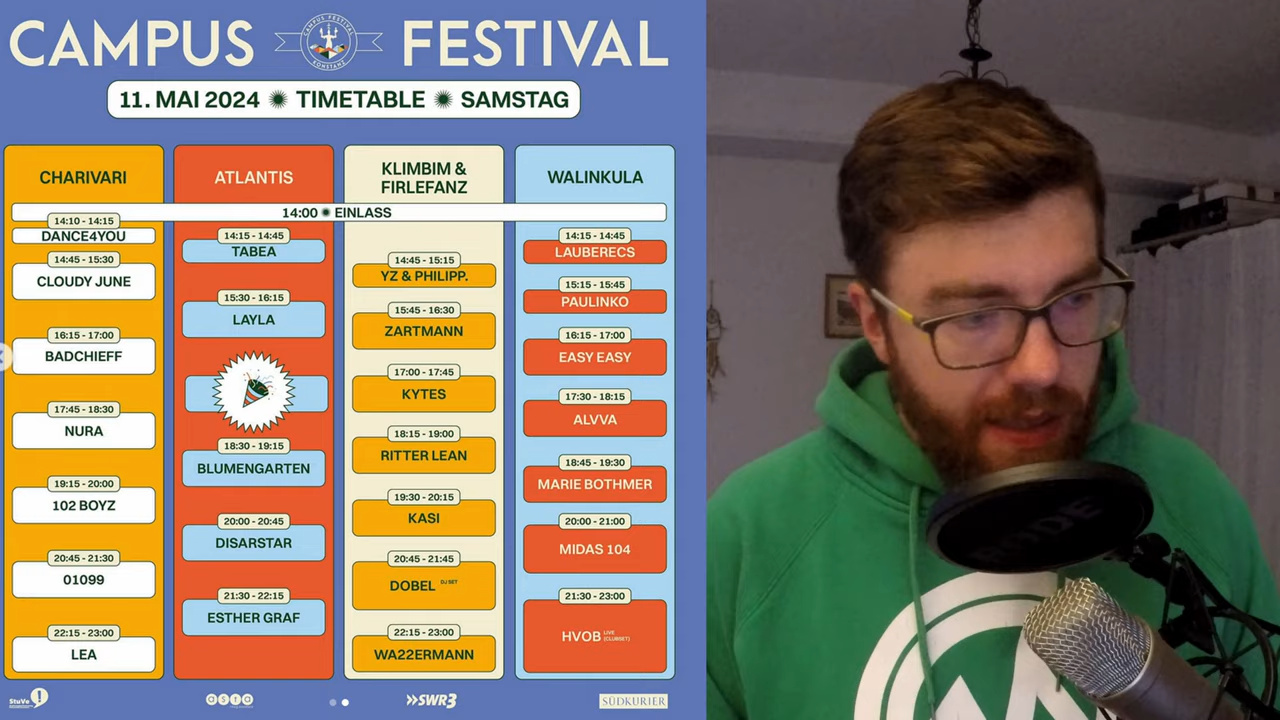 CAMPUS FESTIVAL
CAMPUS FESTIVAL
KONSTANZ
11. MAI 2024 ✹ TIMETABLE ✹ SAMSTAG
CHARIVARI
14:00 ✹ EINLASS
14:10 - 14:15
DANCE4YOU
14:45 - 15:30
CLOUDY JUNE
16:15 - 17:00
BADCHIEFF
17:45 - 18:30
NURA
19:15 - 20:00
102 BOYZ
20:45 - 21:30
01099
22:15 - 23:00
LEA
ATLANTIS
14:15 - 14:45
TABEA
15:30 - 16:15
LAYLA
18:30 - 19:15
BLUMENGARTEN
20:00 - 20:45
DISARSTAR
21:30 - 22:15
ESTHER GRAF
KLIMBIM &
FIRLEFANZ
14:45 - 15:15
YZ & PHILIPP.
15:45 - 16:30
ZARTMANN
17:00 - 17:45
KYTES
18:15 - 19:00
RITTER LEAN
19:30 - 20:15
KASI
20:45 - 21:45
DOBEL DJ SET
22:15 - 23:00
WA22ERMANN
WALINKULA
14:15 - 14:45
LAUBERECS
15:15 - 15:45
PAULINKO
16:15 - 17:00
EASY EASY
17:30 - 18:15
ALVVA
18:45 - 19:30
MARIE BOTHMER
20:00 - 21:00
MIDAS 104
21:30 - 23:00
HVOB LIVE
(CLUBSET)
StuVe
asta
SWR3
SÜDKURIER
RØDE